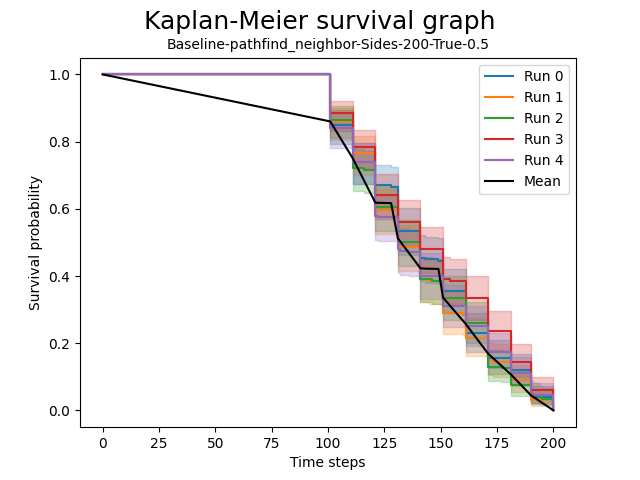 Kaplan-Meier survival graph
Baseline-pathfind_neighbor-Sides-200-True-0.5
Survival probability
1.0
0.8
0.6
0.4
0.2
0.0
Run 0
Run 1
Run 2
Run 3
Run 4
Mean
0 25 50 75 100 125 150 175 200
Time steps